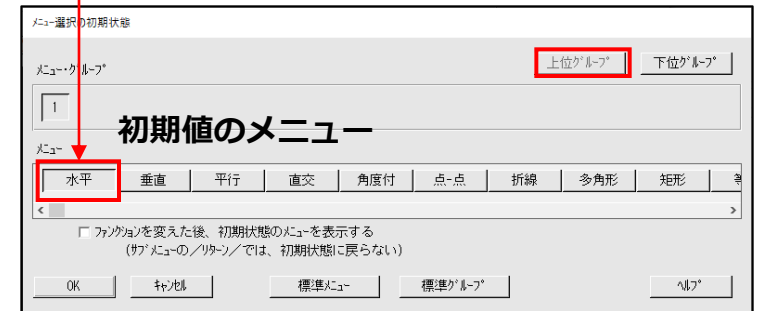 メニュー選択の初期状態
メニュー・グループ 上位グループ 下位グループ
1
初期値のメニュー
メニュー
水平 垂直 平行 直交 角度付 点-点 折線 多角形 矩形
ファンクションを変えた後、初期状態のメニューを表示する
(サブメニューの/リターン/では、初期状態に戻らない)
OK キャンセル 標準メニュー 標準グループ ヘルプ